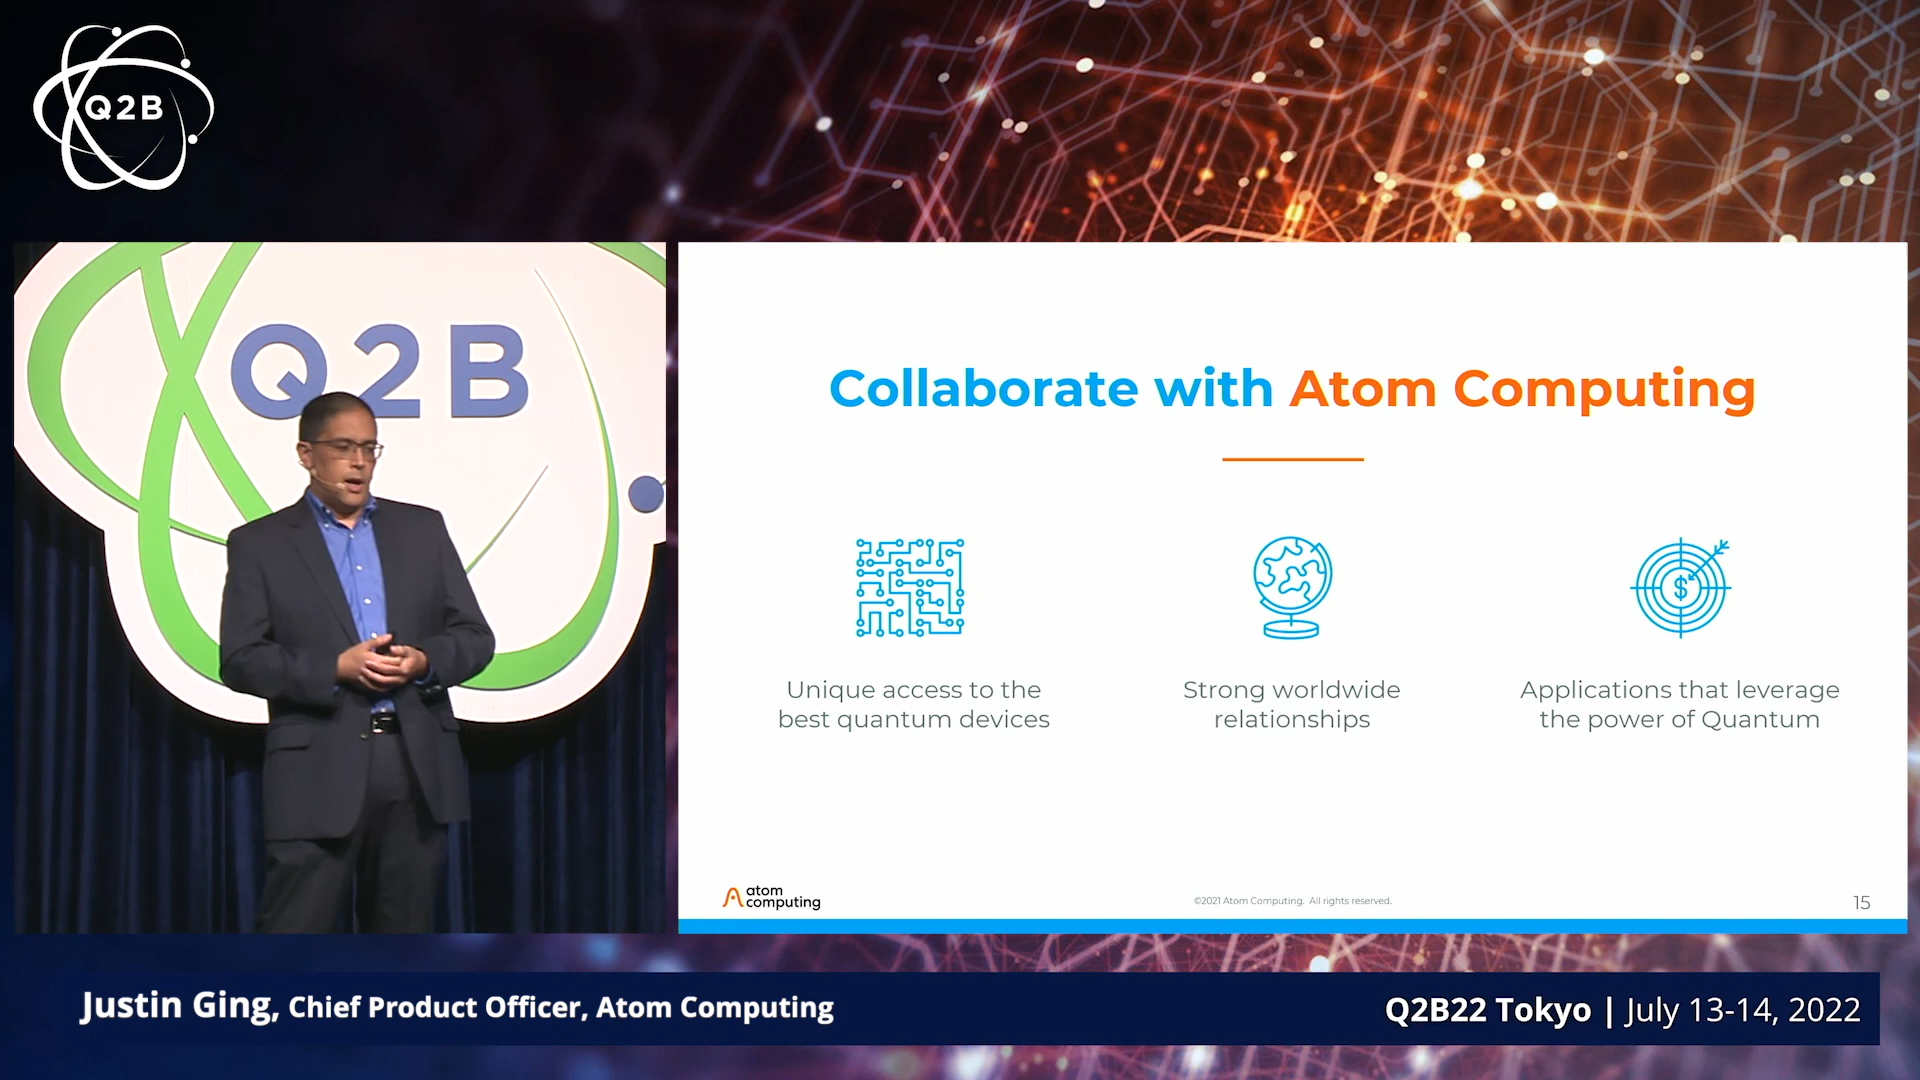 Q2B
Q2B
Collaborate with Atom Computing
$
Unique access to the
best quantum devices
Strong worldwide
relationships
Applications that leverage
the power of Quantum
atom
computing
©2021 Atom Computing. All rights reserved.
15
Justin Ging, Chief Product Officer, Atom Computing
Q2B22 Tokyo | July 13-14, 2022